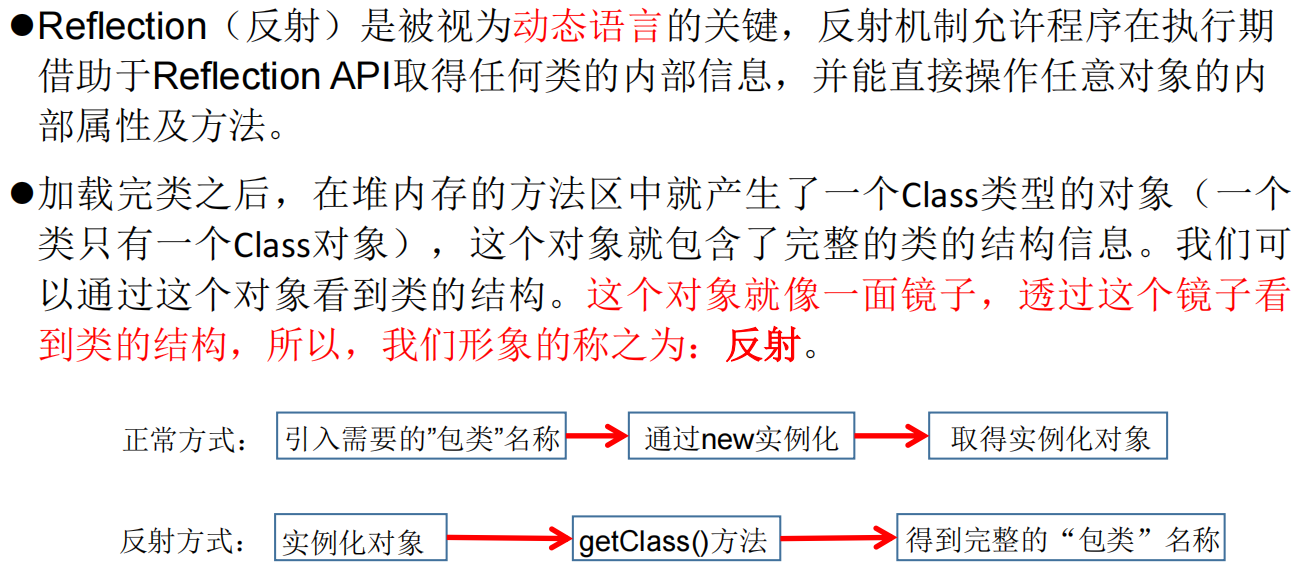 ●Reflection（反射）是被视为动态语言的关键，反射机制允许程序在执行期
借助于Reflection API取得任何类的内部信息，并能直接操作任意对象的内
部属性及方法。
●加载完类之后，在堆内存的方法区中就产生了一个Class类型的对象（一个
类只有一个Class对象），这个对象就包含了完整的类的结构信息。我们可
以通过这个对象看到类的结构。这个对象就像一面镜子，透过这个镜子看
到类的结构，所以，我们形象的称之为：反射。
正常方式： 引入需要的”包类”名称 通过new实例化 取得实例化对象
反射方式： 实例化对象 getClass()方法 得到完整的“包类”名称